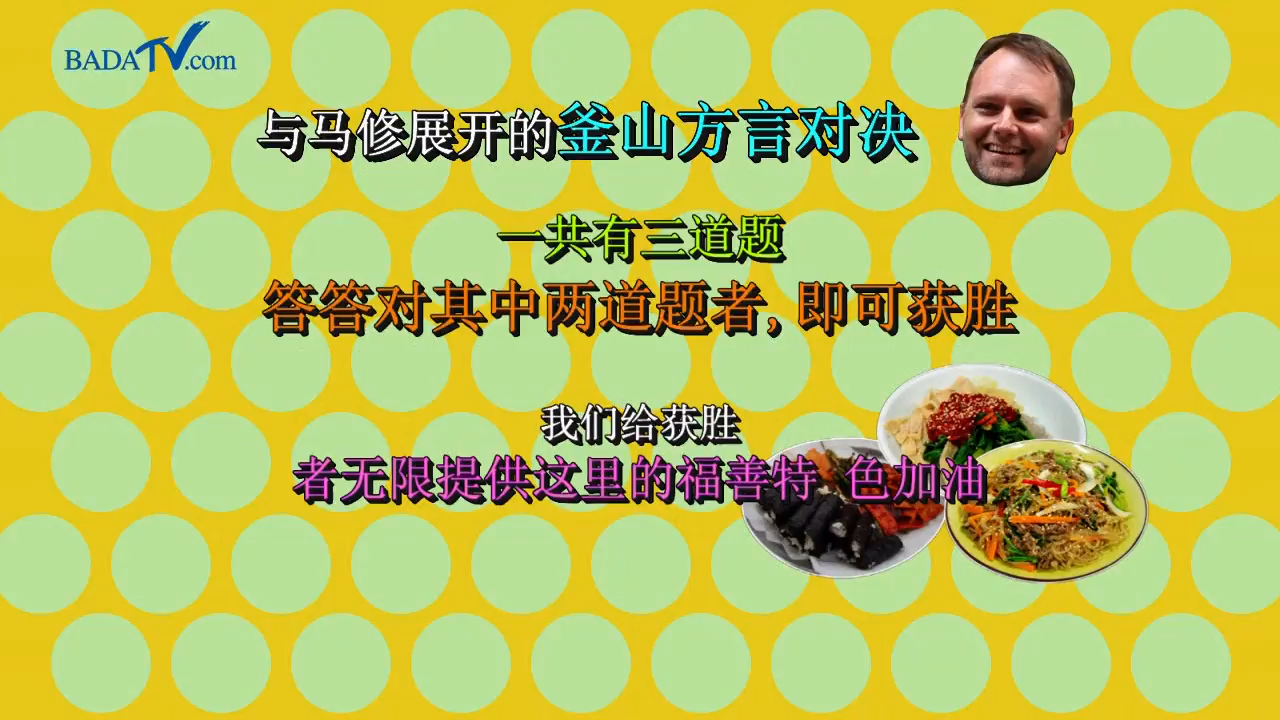 BADATV.com
与马修展开的釜山方言对决
一共有三道题
答答对其中两道题者, 即可获胜
我们给获胜
者无限提供这里的福善特 色加油